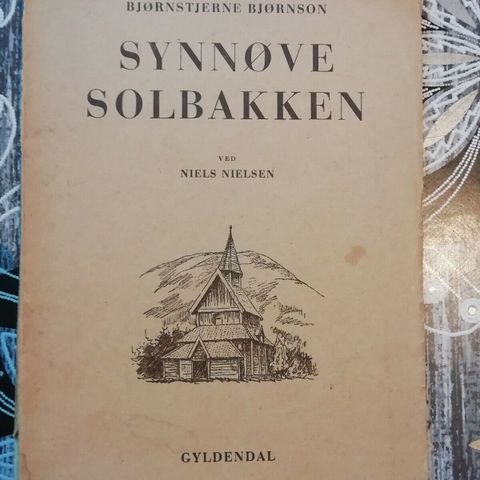 BJØRNSTJERNE BJØRNSON
SYNNØVE
SOLBAKKEN
VED
NIELS NIELSEN
GYLDENDAL